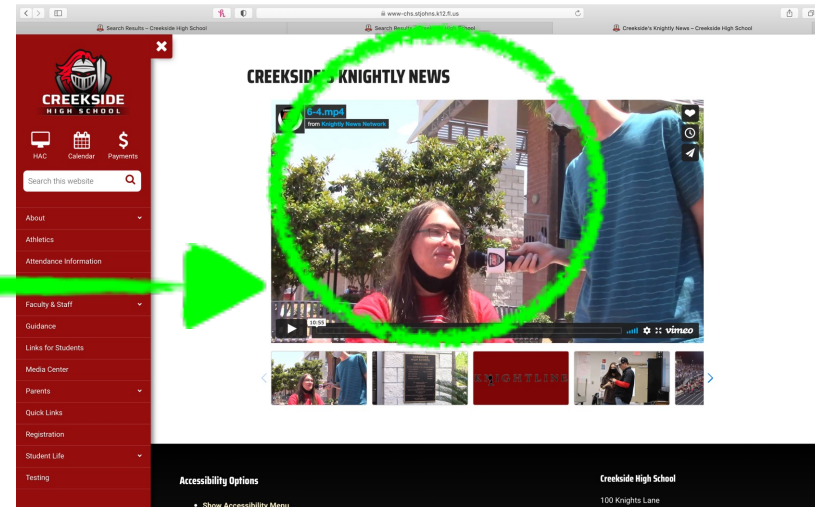 www-chs.stjohns.k12.fl.us
Search Results – Creekside High School
Search Results
School
Creekside's Knightly News – Creekside High School
CREEKSIDE
HIGH SCHOOL
HAC
Calendar
Payments
Search this website
About
Athletics
Attendance Information
Faculty & Staff
Guidance
Links for Students
Media Center
Parents
Quick Links
Registration
Student Life
Testing
CREEKSIDE'S KNIGHTLY NEWS
6-4.mp4
from Knightly News Network
10:55
vimeo
KNIGHTLINE
Accessibility Options
Show Accessibility Menu
Creekside High School
100 Knights Lane